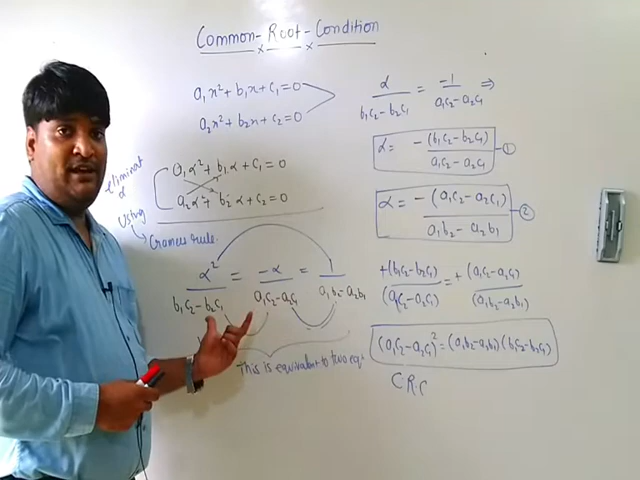 Common-Root-Condition
a₁x² + b₁x + c₁ = 0
a₂x² + b₂x + c₂ = 0
a₁α² + b₁α + c₁ = 0
a₂α² + b₂α + c₂ = 0
eliminat
α
Using
Cramers rule.
α²/(b₁c₂ - b₂c₁) = -α/(a₁c₂ - a₂c₁) = 1/(a₁b₂ - a₂b₁)
This is equivalent to two eqⁿ
α/(b₁c₂ - b₂c₁) = -1/(a₁c₂ - a₂c₁) ⇒
α = -(b₁c₂ - b₂c₁)/(a₁c₂ - a₂c₁) ①
α = -(a₁c₂ - a₂c₁)/(a₁b₂ - a₂b₁) ②
+(b₁c₂ - b₂c₁)/(a₁c₂ - a₂c₁) = +(a₁c₂ - a₂c₁)/(a₁b₂ - a₂b₁)
(a₁c₂ - a₂c₁)² = (a₁b₂ - a₂b₁)(b₁c₂ - b₂c₁)
CRC